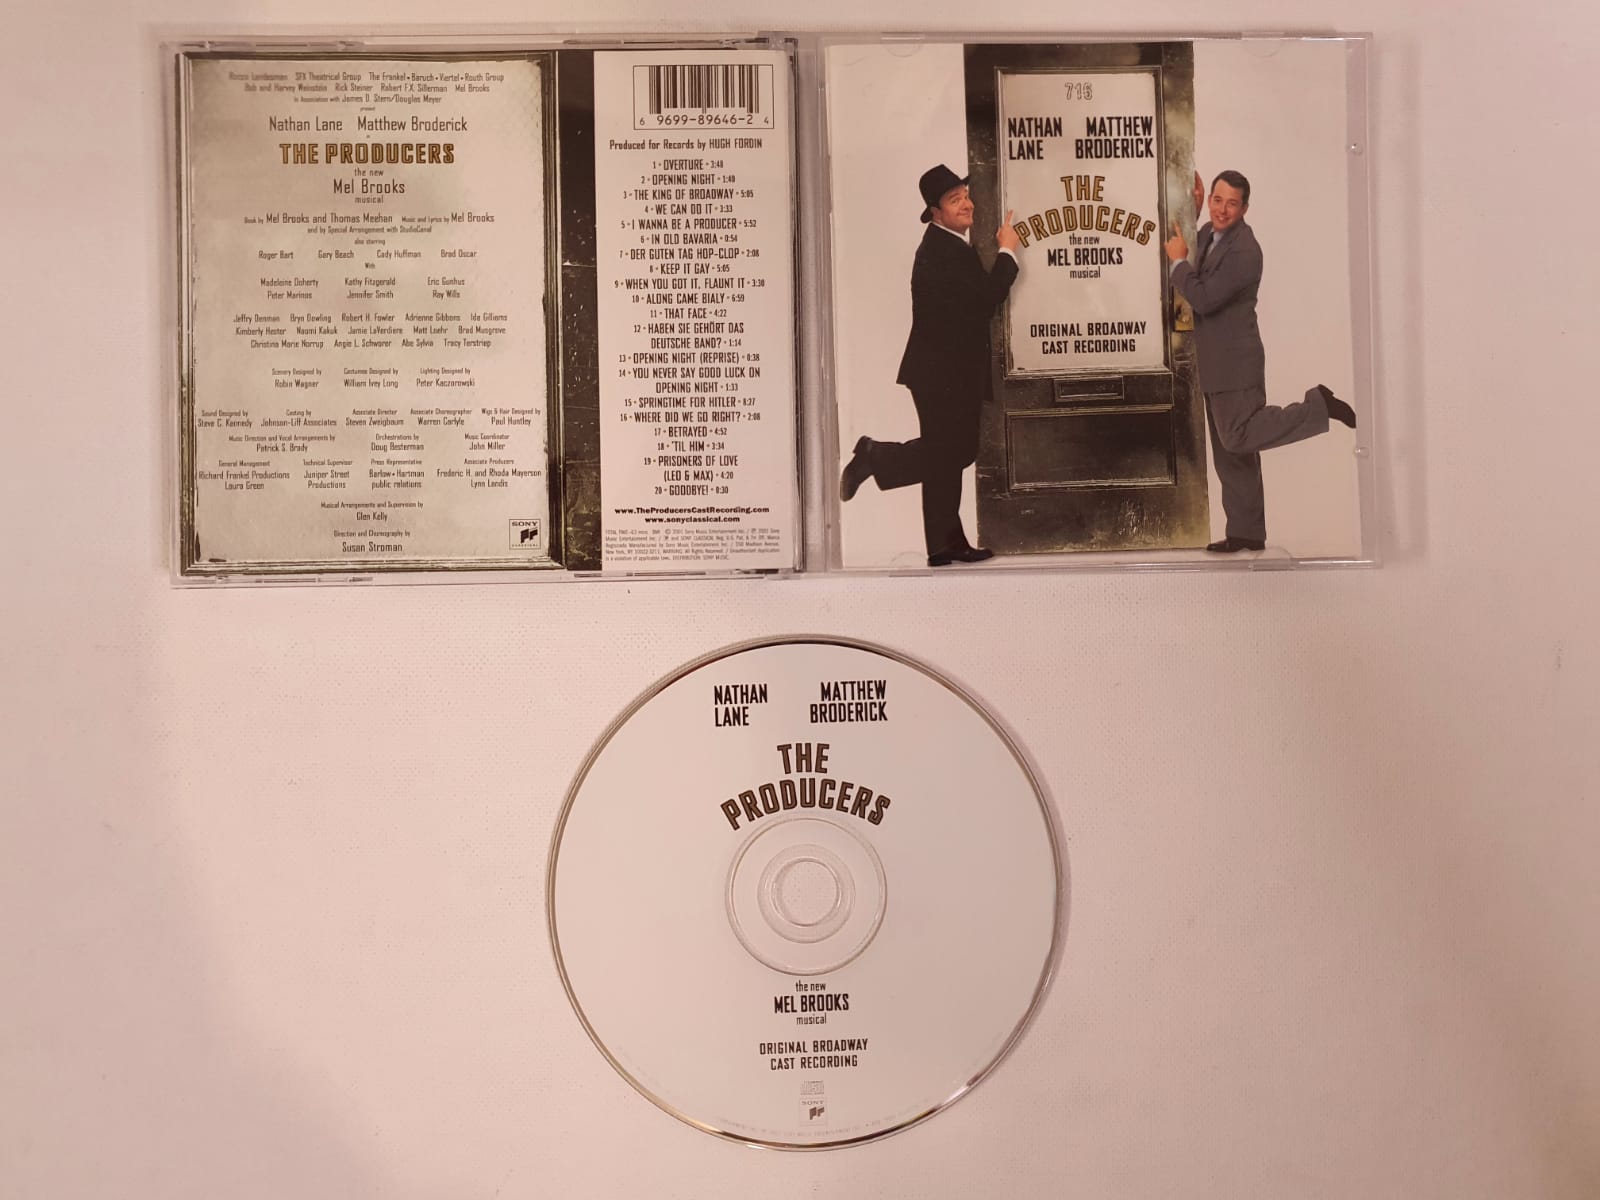 Rocco Landesman SFX Theatrical Group The Frankel • Baruch • Viertel • Routh Group
Bob and Harvey Weinstein Rick Steiner Robert F.X. Sillerman Mel Brooks
In Association with James D. Stern/Douglas Meyer
present
Nathan Lane Matthew Broderick
in
THE PRODUCERS
the new
Mel Brooks
musical
Book by Mel Brooks and Thomas Meehan Music and Lyrics by Mel Brooks
and by Special Arrangement with StudioCanal
also starring
Roger Bart Gary Beach Cady Huffman Brad Oscar
With
Madeleine Doherty Kathy Fitzgerald Eric Gunhus
Peter Marinos Jennifer Smith Ray Wills
Jeffry Denman Bryn Dowling Robert H. Fowler Adrienne Gibbons Ida Gilliams
Kimberly Hester Naomi Kakuk Jamie LaVerdiere Matt Loehr Brad Musgrove
Christina Marie Norrup Angie L. Schworer Abe Sylvia Tracy Terstriep
Scenery Designed by Costumes Designed by Lighting Designed by
Robin Wagner William Ivey Long Peter Kaczorowski
Sound Designed by Casting by Associate Director Associate Choreographer Wigs & Hair Designed by
Steve C. Kennedy Johnson-Liff Associates Steven Zweigbaum Warren Carlyle Paul Huntley
Music Direction and Vocal Arrangements by Orchestrations by Music Coordinator
Patrick S. Brady Doug Besterman John Miller
General Management Technical Supervisor Press Representative Associate Producers
Richard Frankel Productions Juniper Street Barlow • Hartman Frederic H. and Rhoda Mayerson
Laura Green Productions public relations Lynn Landis
Musical Arrangements and Supervision by
Glen Kelly
Direction and Choreography by
Susan Stroman
SONY
CLASSICAL
6 9699-89646-2 4
Produced for Records by HUGH FORDIN
1 • OVERTURE • 3:48
2 • OPENING NIGHT • 1:40
3 • THE KING OF BROADWAY • 5:05
4 • WE CAN DO IT • 3:33
5 • I WANNA BE A PRODUCER • 5:52
6 • IN OLD BAVARIA • 0:54
7 • DER GUTEN TAG HOP-CLOP • 2:08
8 • KEEP IT GAY • 5:05
9 • WHEN YOU GOT IT, FLAUNT IT • 3:30
10 • ALONG CAME BIALY • 6:59
11 • THAT FACE • 4:22
12 • HABEN SIE GEHÖRT DAS
DEUTSCHE BAND? • 1:14
13 • OPENING NIGHT (REPRISE) • 0:38
14 • YOU NEVER SAY GOOD LUCK ON
OPENING NIGHT • 1:33
15 • SPRINGTIME FOR HITLER • 8:27
16 • WHERE DID WE GO RIGHT? • 2:08
17 • BETRAYED • 4:52
18 • 'TIL HIM • 3:34
19 • PRISONERS OF LOVE
(LEO & MAX) • 4:20
20 • GOODBYE! • 0:30
www.TheProducersCastRecording.com
www.sonyclassical.com
716
NATHAN MATTHEW
LANE BRODERICK
THE
PRODUCERS
the new
MEL BROOKS
musical
ORIGINAL BROADWAY
CAST RECORDING
NATHAN MATTHEW
LANE BRODERICK
THE
PRODUCERS
the new
MEL BROOKS
musical
ORIGINAL BROADWAY
CAST RECORDING
SONY